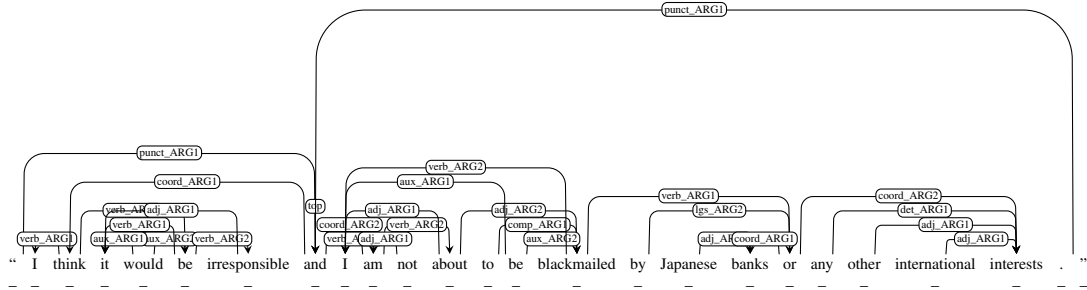 punct_ARG1
punct_ARG1
verb_ARG2
coord_ARG1
aux_ARG1
verb_ARG1
coord_ARG2
top
adj_ARG1
adj_ARG1
adj_ARG2
lgs_ARG2
det_ARG1
verb_ARG1
coord_ARG2
verb_ARG2
comp_ARG1
adj_ARG1
verb_ARG1
aux_ARG1
verb_ARG2
adj_ARG1
aux_ARG2
coord_ARG1
adj_ARG1
“ I think it would be irresponsible and I am not about to be blackmailed by Japanese banks or any other international interests . ”